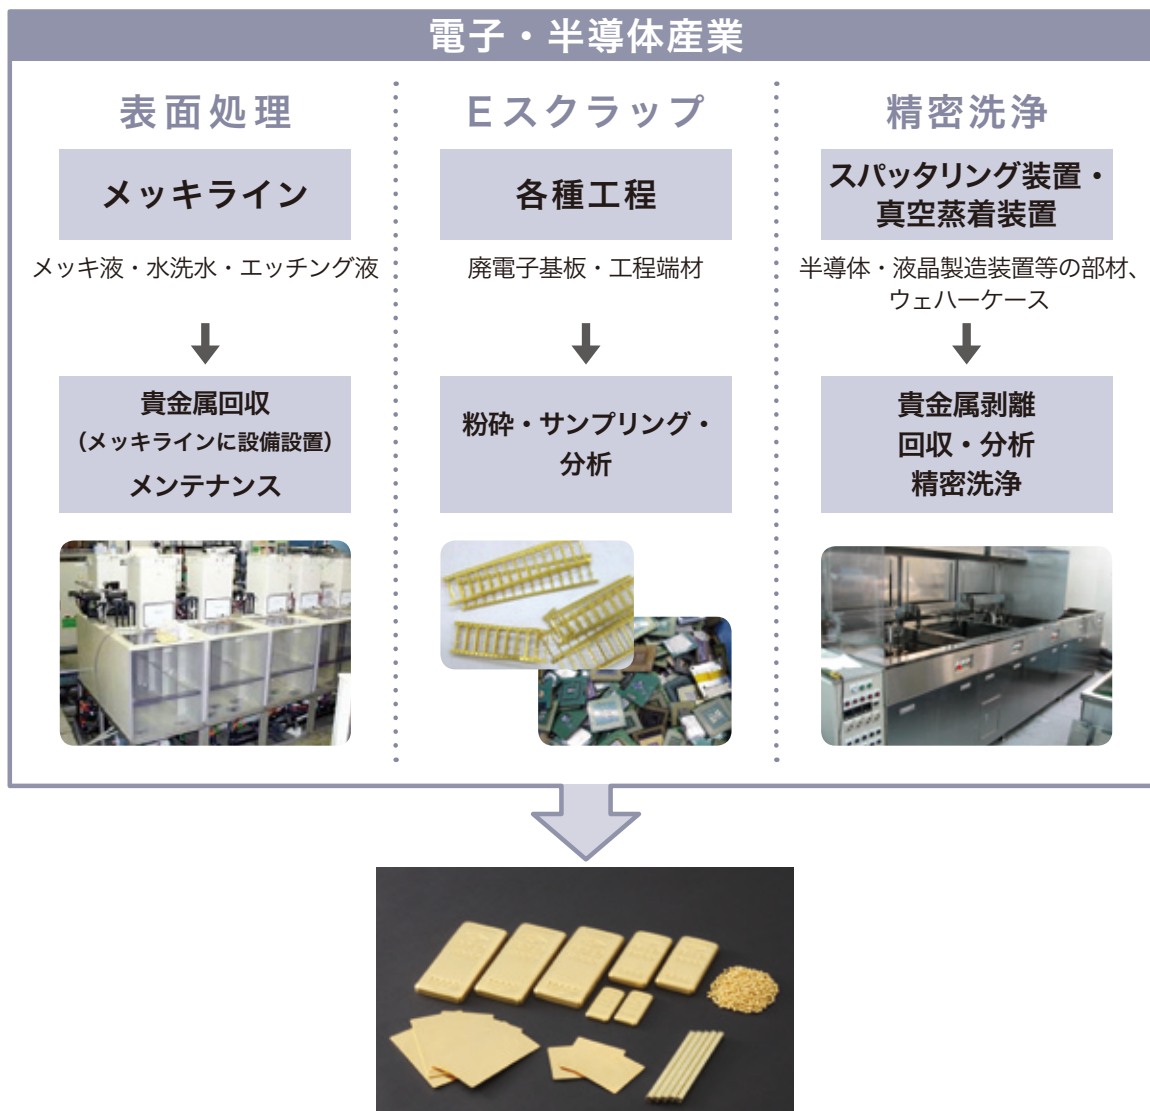 電子・半導体産業
表面処理
メッキライン
メッキ液・水洗水・エッチング液
貴金属回収
（メッキラインに設備設置）
メンテナンス
Eスクラップ
各種工程
廃電子基板・工程端材
粉砕・サンプリング・
分析
精密洗浄
スパッタリング装置・
真空蒸着装置
半導体・液晶製造装置等の部材、
ウェハーケース
貴金属剥離
回収・分析
精密洗浄